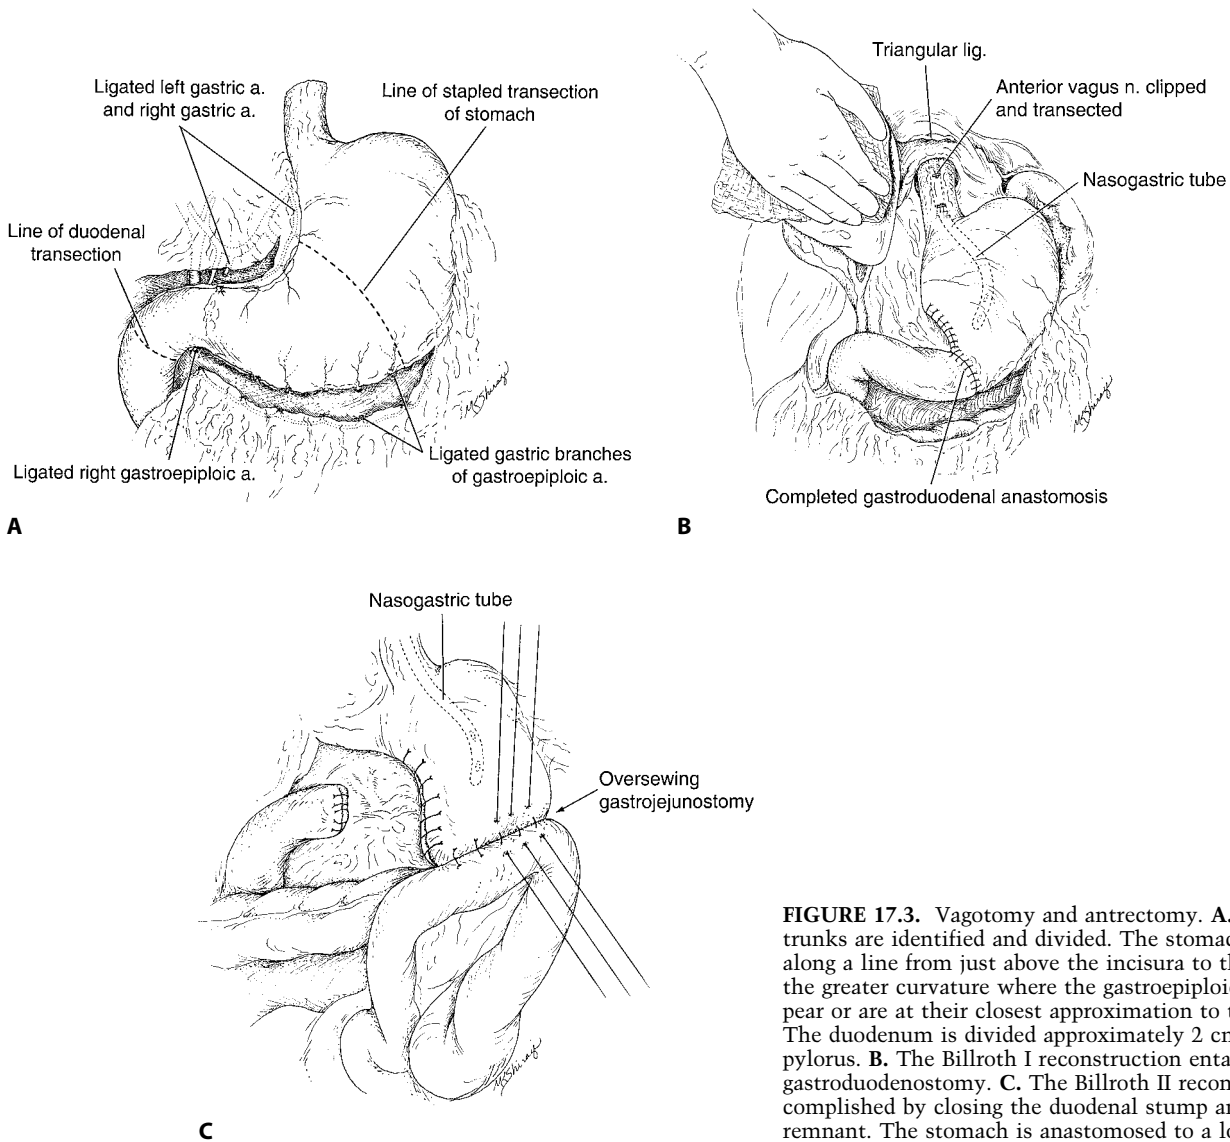 Ligated left gastric a.
and right gastric a.
Line of stapled transection
of stomach
Line of duodenal
transection
Ligated right gastroepiploic a.
Ligated gastric branches
of gastroepiploic a.
A
Triangular lig.
Anterior vagus n. clipped
and transected
Nasogastric tube
Completed gastroduodenal anastomosis
B
Nasogastric tube
Oversewing
gastrojejunostomy
C
FIGURE 17.3. Vagotomy and antrectomy. A.
trunks are identified and divided. The stomac
along a line from just above the incisura to th
the greater curvature where the gastroepiploi
pear or are at their closest approximation to t
The duodenum is divided approximately 2 cm
pylorus. B. The Billroth I reconstruction enta
gastroduodenostomy. C. The Billroth II recon
complished by closing the duodenal stump an
remnant. The stomach is anastomosed to a lo